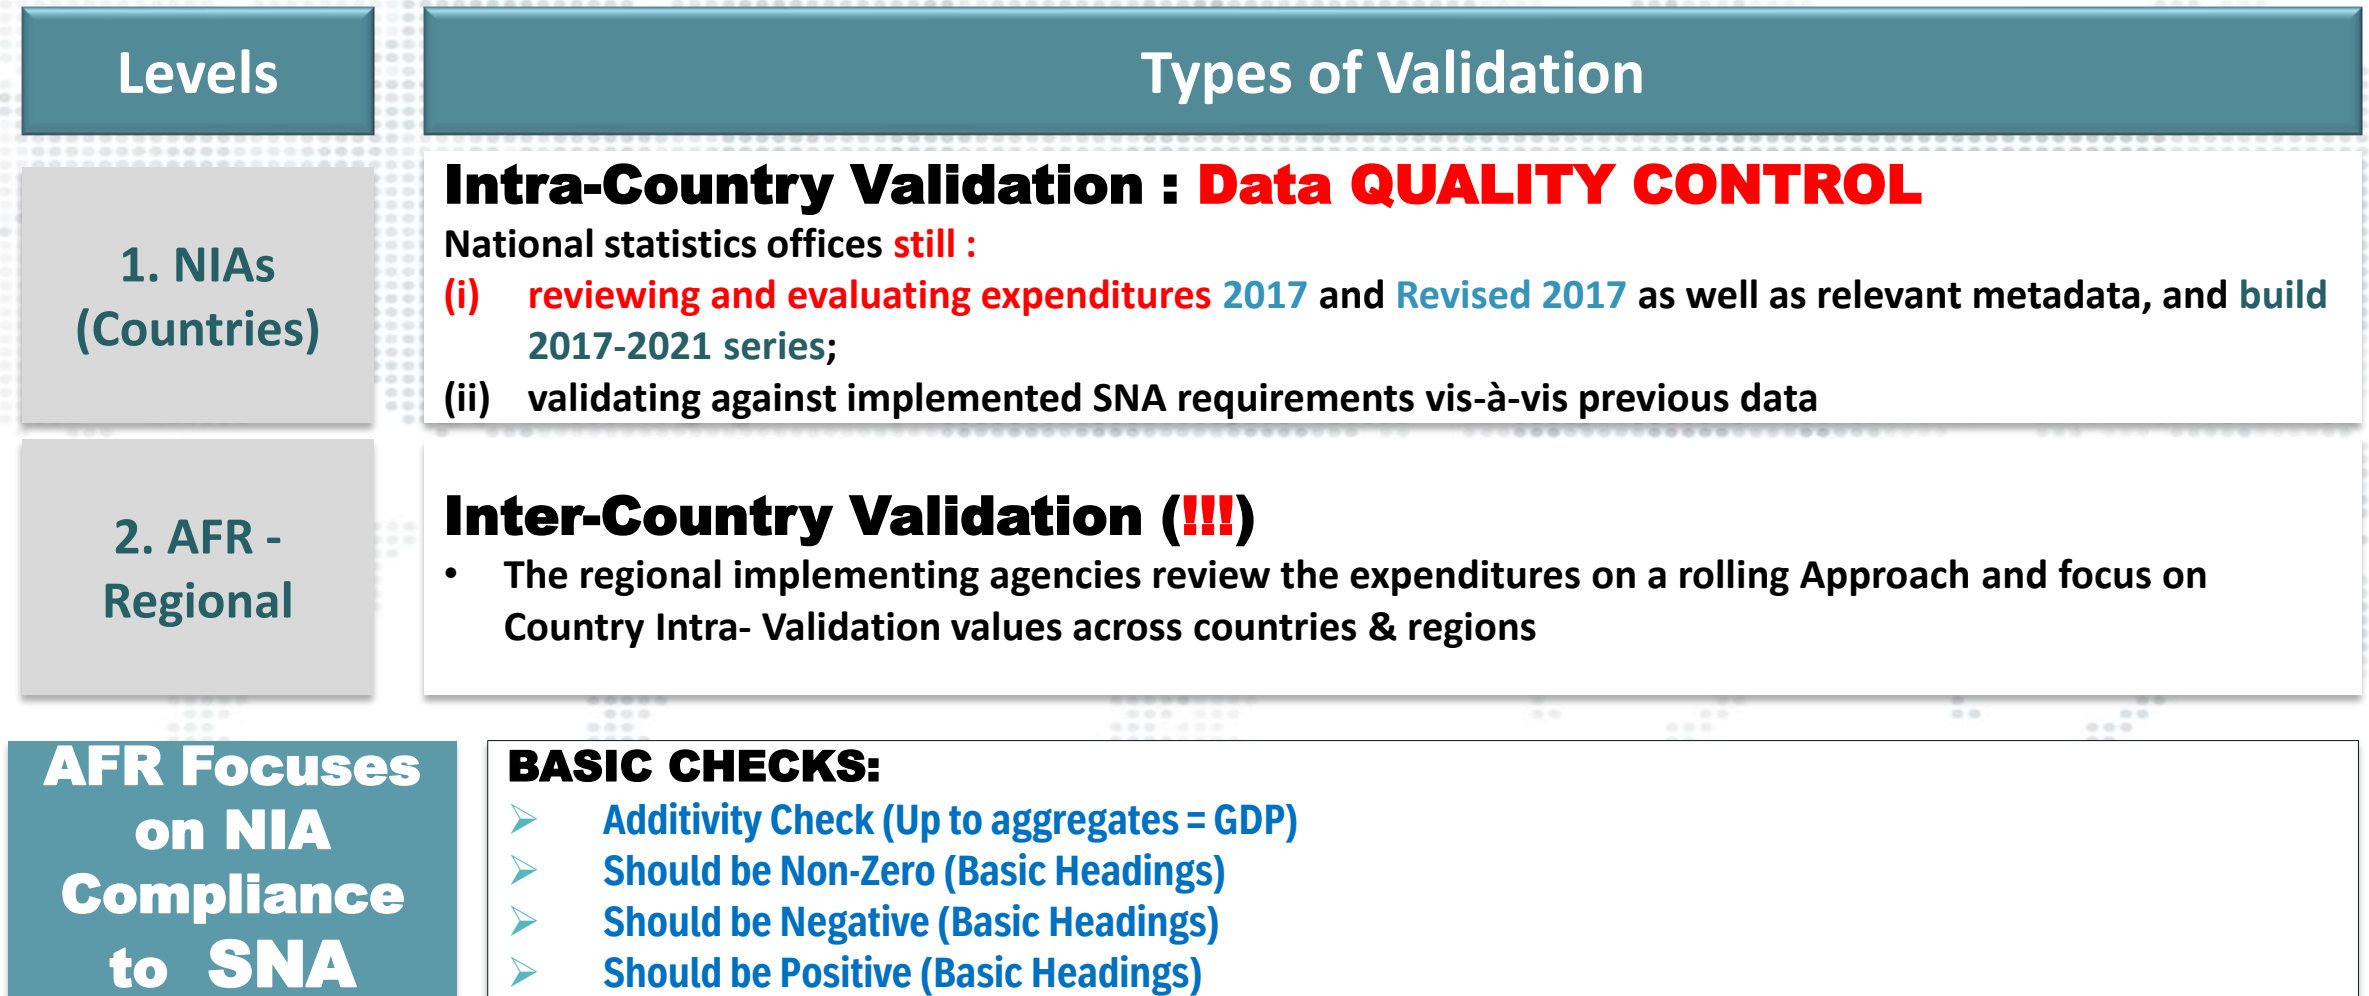 Levels
Types of Validation
1. NIAs
(Countries)
Intra-Country Validation : Data QUALITY CONTROL
National statistics offices still :
(i) reviewing and evaluating expenditures 2017 and Revised 2017 as well as relevant metadata, and build
2017-2021 series;
(ii) validating against implemented SNA requirements vis-à-vis previous data
2. AFR -
Regional
Inter-Country Validation (!!!)
• The regional implementing agencies review the expenditures on a rolling Approach and focus on
Country Intra- Validation values across countries & regions
AFR Focuses
on NIA
Compliance
to SNA
BASIC CHECKS:
➢ Additivity Check (Up to aggregates = GDP)
➢ Should be Non-Zero (Basic Headings)
➢ Should be Negative (Basic Headings)
➢ Should be Positive (Basic Headings)